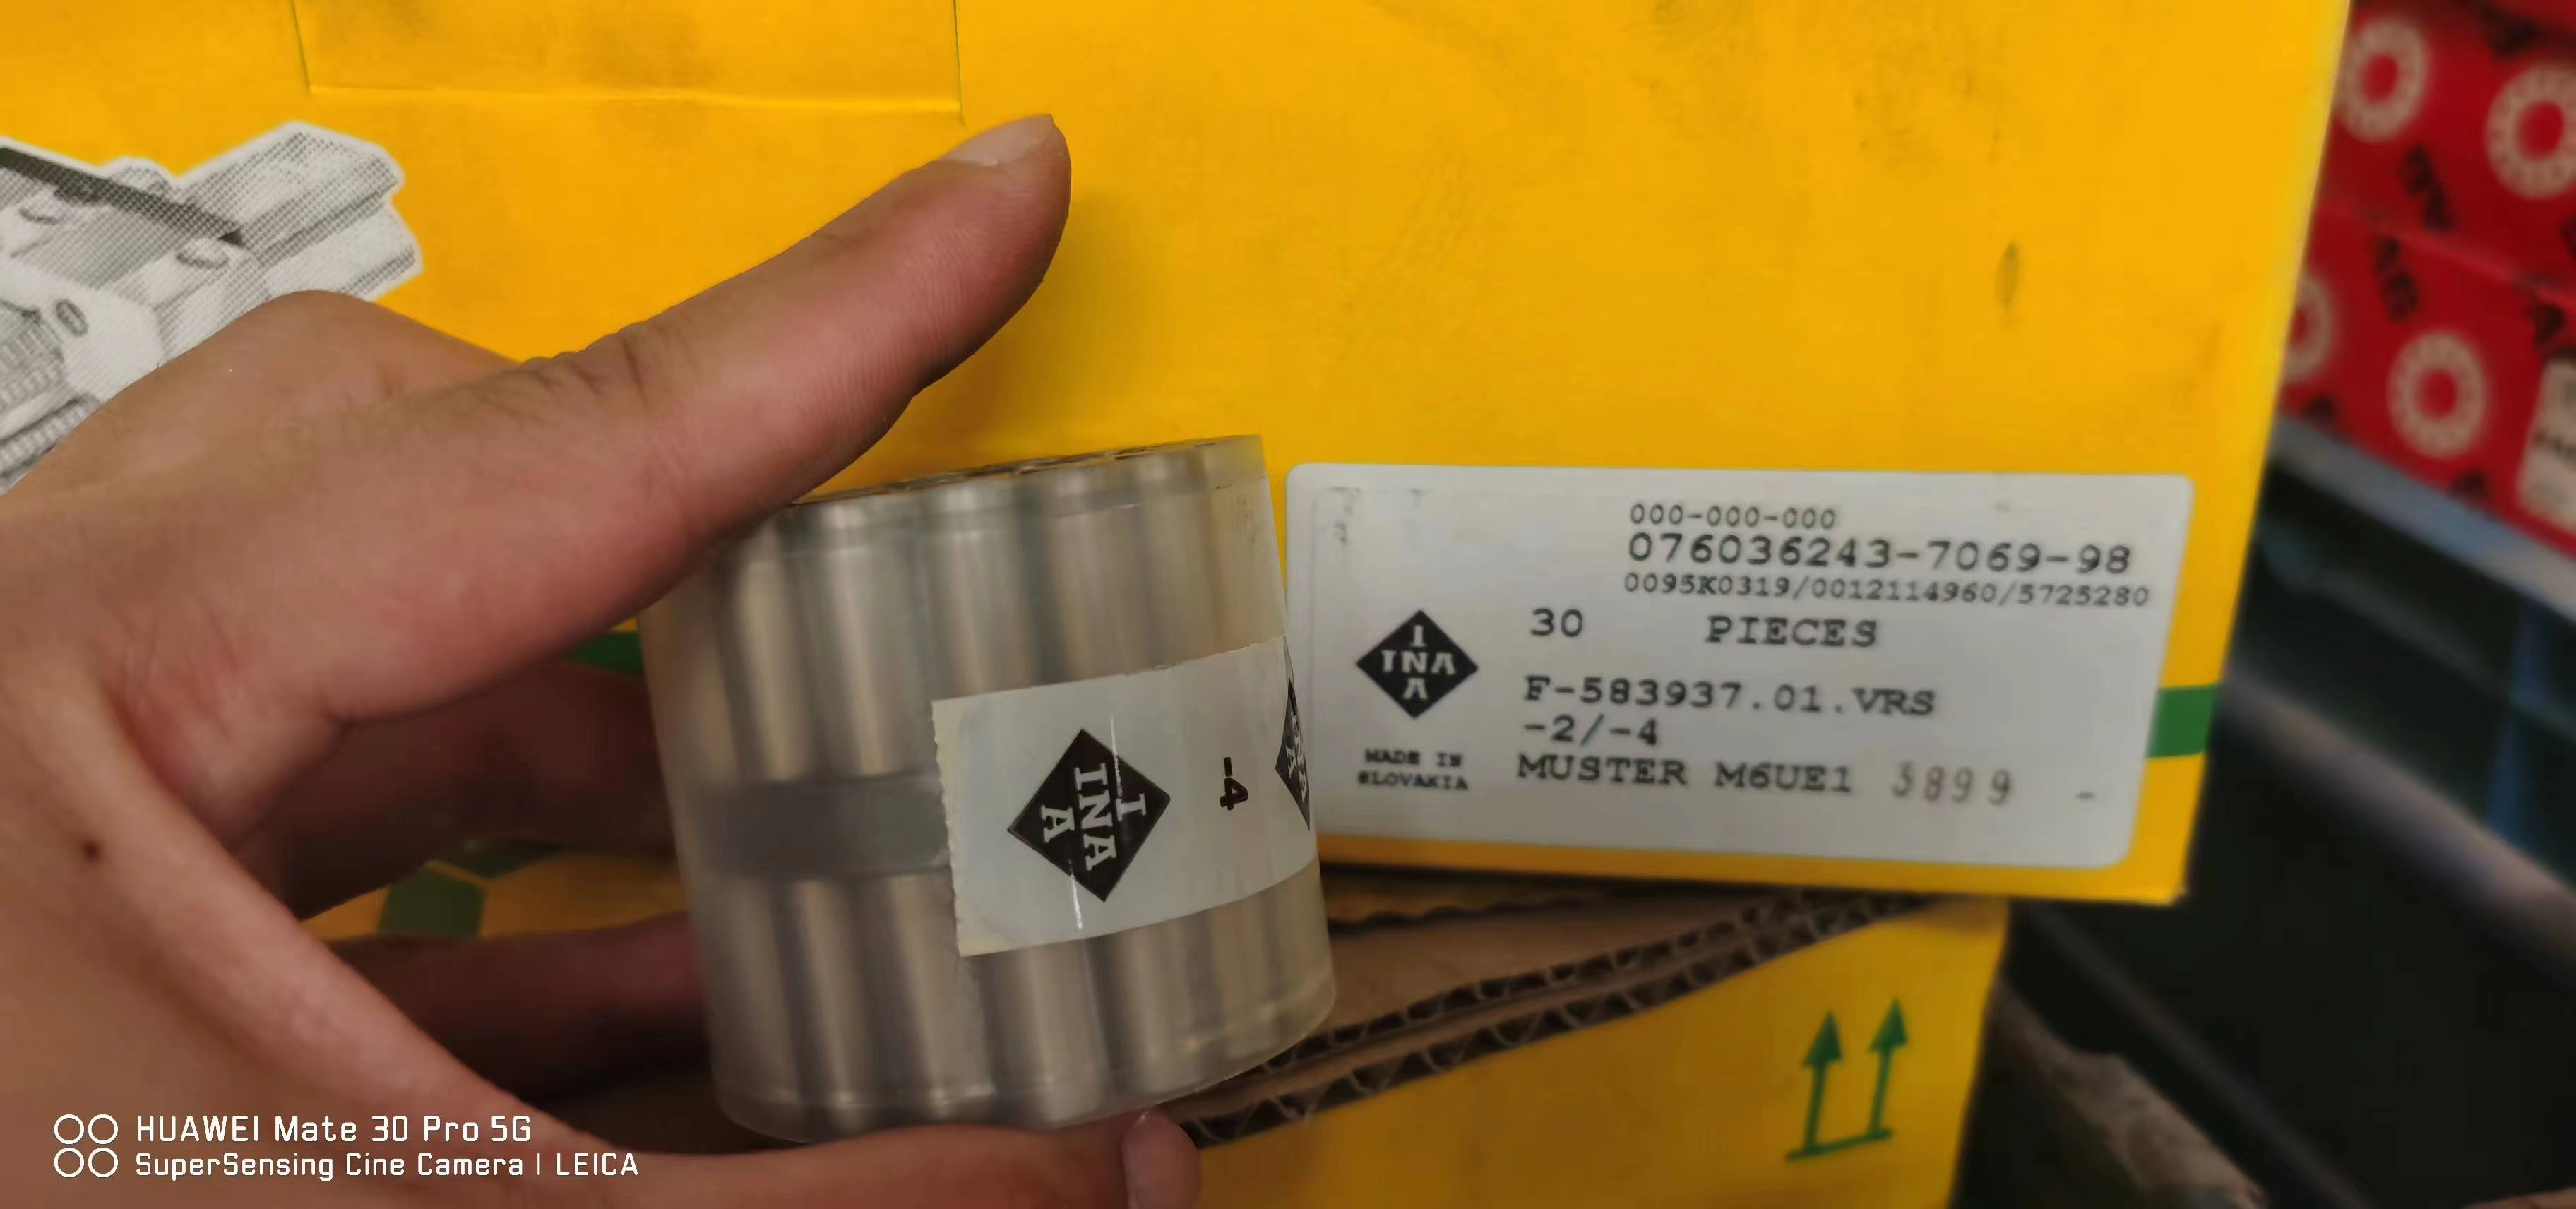 000-000-000
076036243-7069-98
0095K0319/0012114960/5725280
30 PIECES
I
INA
A
F-583937.01.VRS
-2/-4
MADE IN
SLOVAKIA
MUSTER M6UE1 3899 -
I
INA
A
-4
HUAWEI Mate 30 Pro 5G
SuperSensing Cine Camera | LEICA